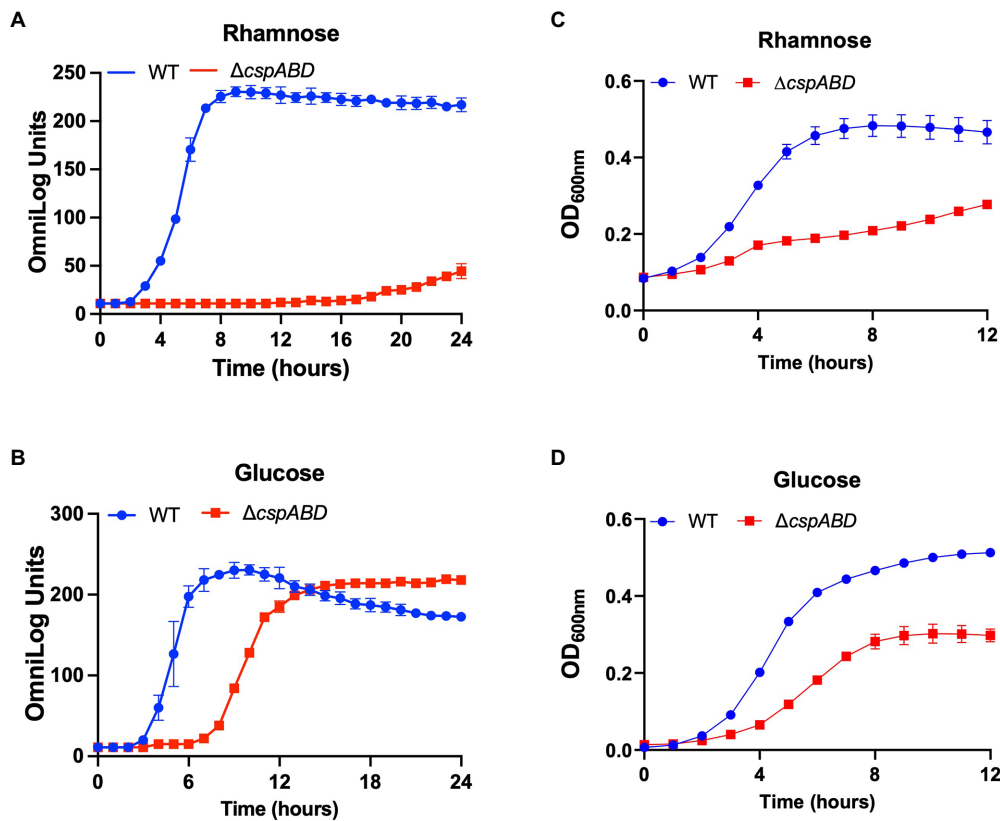 A
Rhamnose
WT ΔcspABD
OmniLog Units
250
200
150
100
50
0
0 4 8 12 16 20 24
Time (hours)
B
Glucose
WT ΔcspABD
OmniLog Units
300
200
100
0
0 6 12 18 24
Time (hours)
C
Rhamnose
WT ΔcspABD
OD600nm
0.6
0.4
0.2
0.0
0 4 8 12
Time (hours)
D
Glucose
WT ΔcspABD
OD600nm
0.6
0.4
0.2
0.0
0 4 8 12
Time (hours)